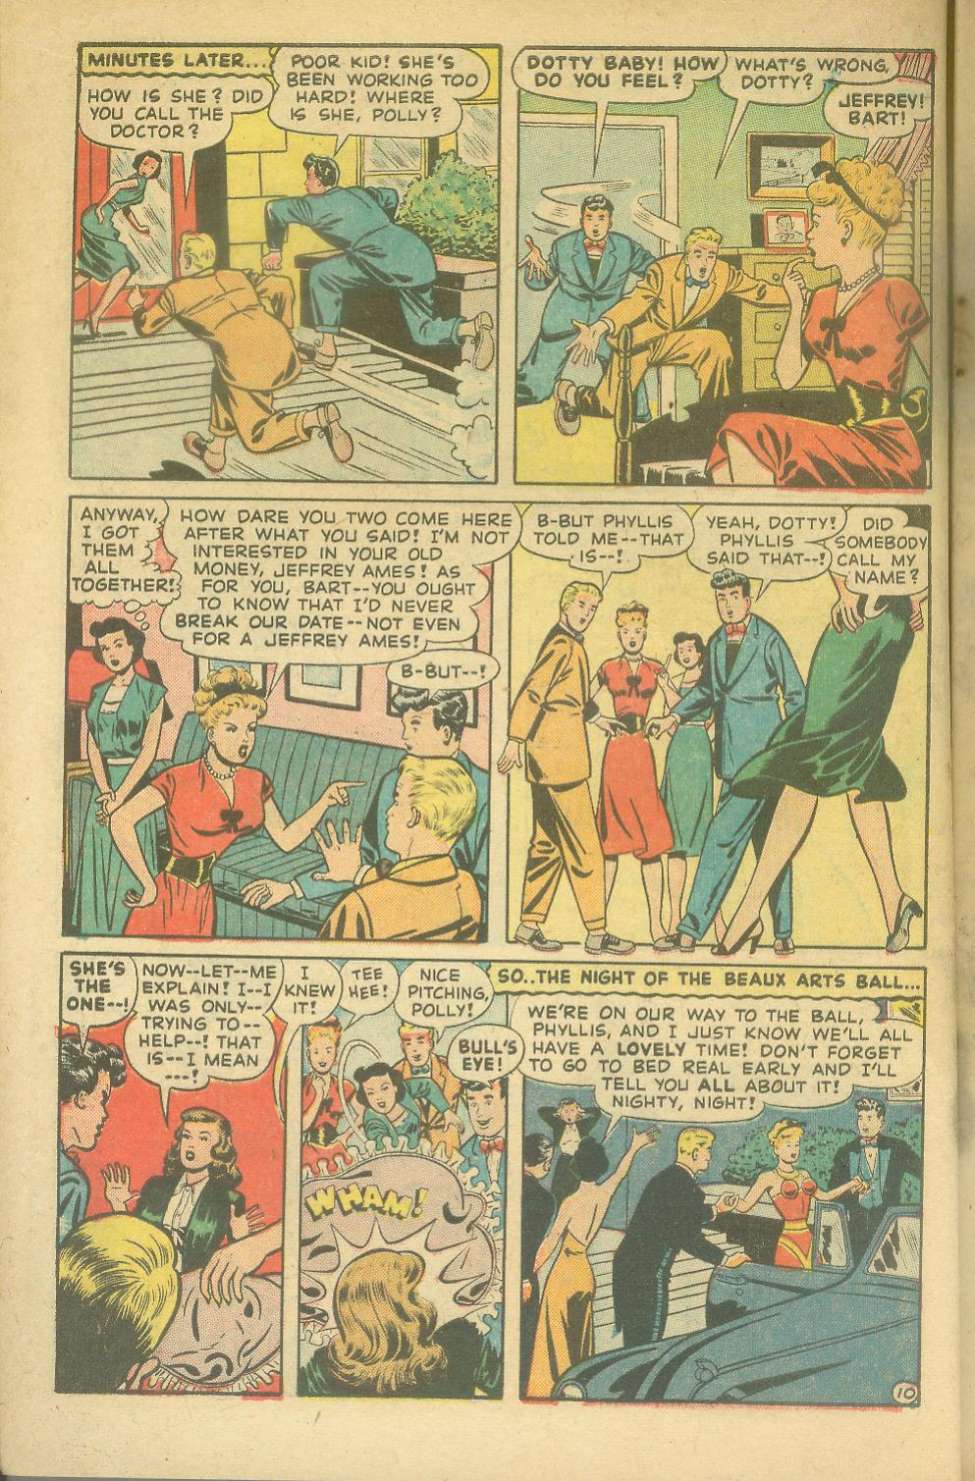 MINUTES LATER...
HOW IS SHE? DID
YOU CALL THE
DOCTOR?
POOR KID! SHE'S
BEEN WORKING TOO
HARD! WHERE
IS SHE, POLLY?
DOTTY BABY! HOW
DO YOU FEEL?
WHAT'S WRONG,
DOTTY?
JEFFREY!
BART!
ANYWAY,
I GOT
THEM
ALL
TOGETHER!
HOW DARE YOU TWO COME HERE
AFTER WHAT YOU SAID! I'M NOT
INTERESTED IN YOUR OLD
MONEY, JEFFREY AMES! AS
FOR YOU, BART--YOU OUGHT
TO KNOW THAT I'D NEVER
BREAK OUR DATE--NOT EVEN
FOR A JEFFREY AMES!
B-BUT--!
B-BUT PHYLLIS
TOLD ME--THAT
IS--!
YEAH, DOTTY!
PHYLLIS
SAID THAT--!
DID
SOMEBODY
CALL MY
NAME?
SHE'S
THE
ONE--!
NOW--LET--ME
EXPLAIN! I--I
WAS ONLY--
TRYING TO--
HELP--! THAT
IS--I MEAN
---!
I
KNEW
IT!
TEE
HEE!
NICE
PITCHING,
POLLY!
BULL'S
EYE!
WHAM!
SO..THE NIGHT OF THE BEAUX ARTS BALL...
WE'RE ON OUR WAY TO THE BALL,
PHYLLIS, AND I JUST KNOW WE'LL ALL
HAVE A LOVELY TIME! DON'T FORGET
TO GO TO BED REAL EARLY AND I'LL
TELL YOU ALL ABOUT IT!
NIGHTY, NIGHT!
10